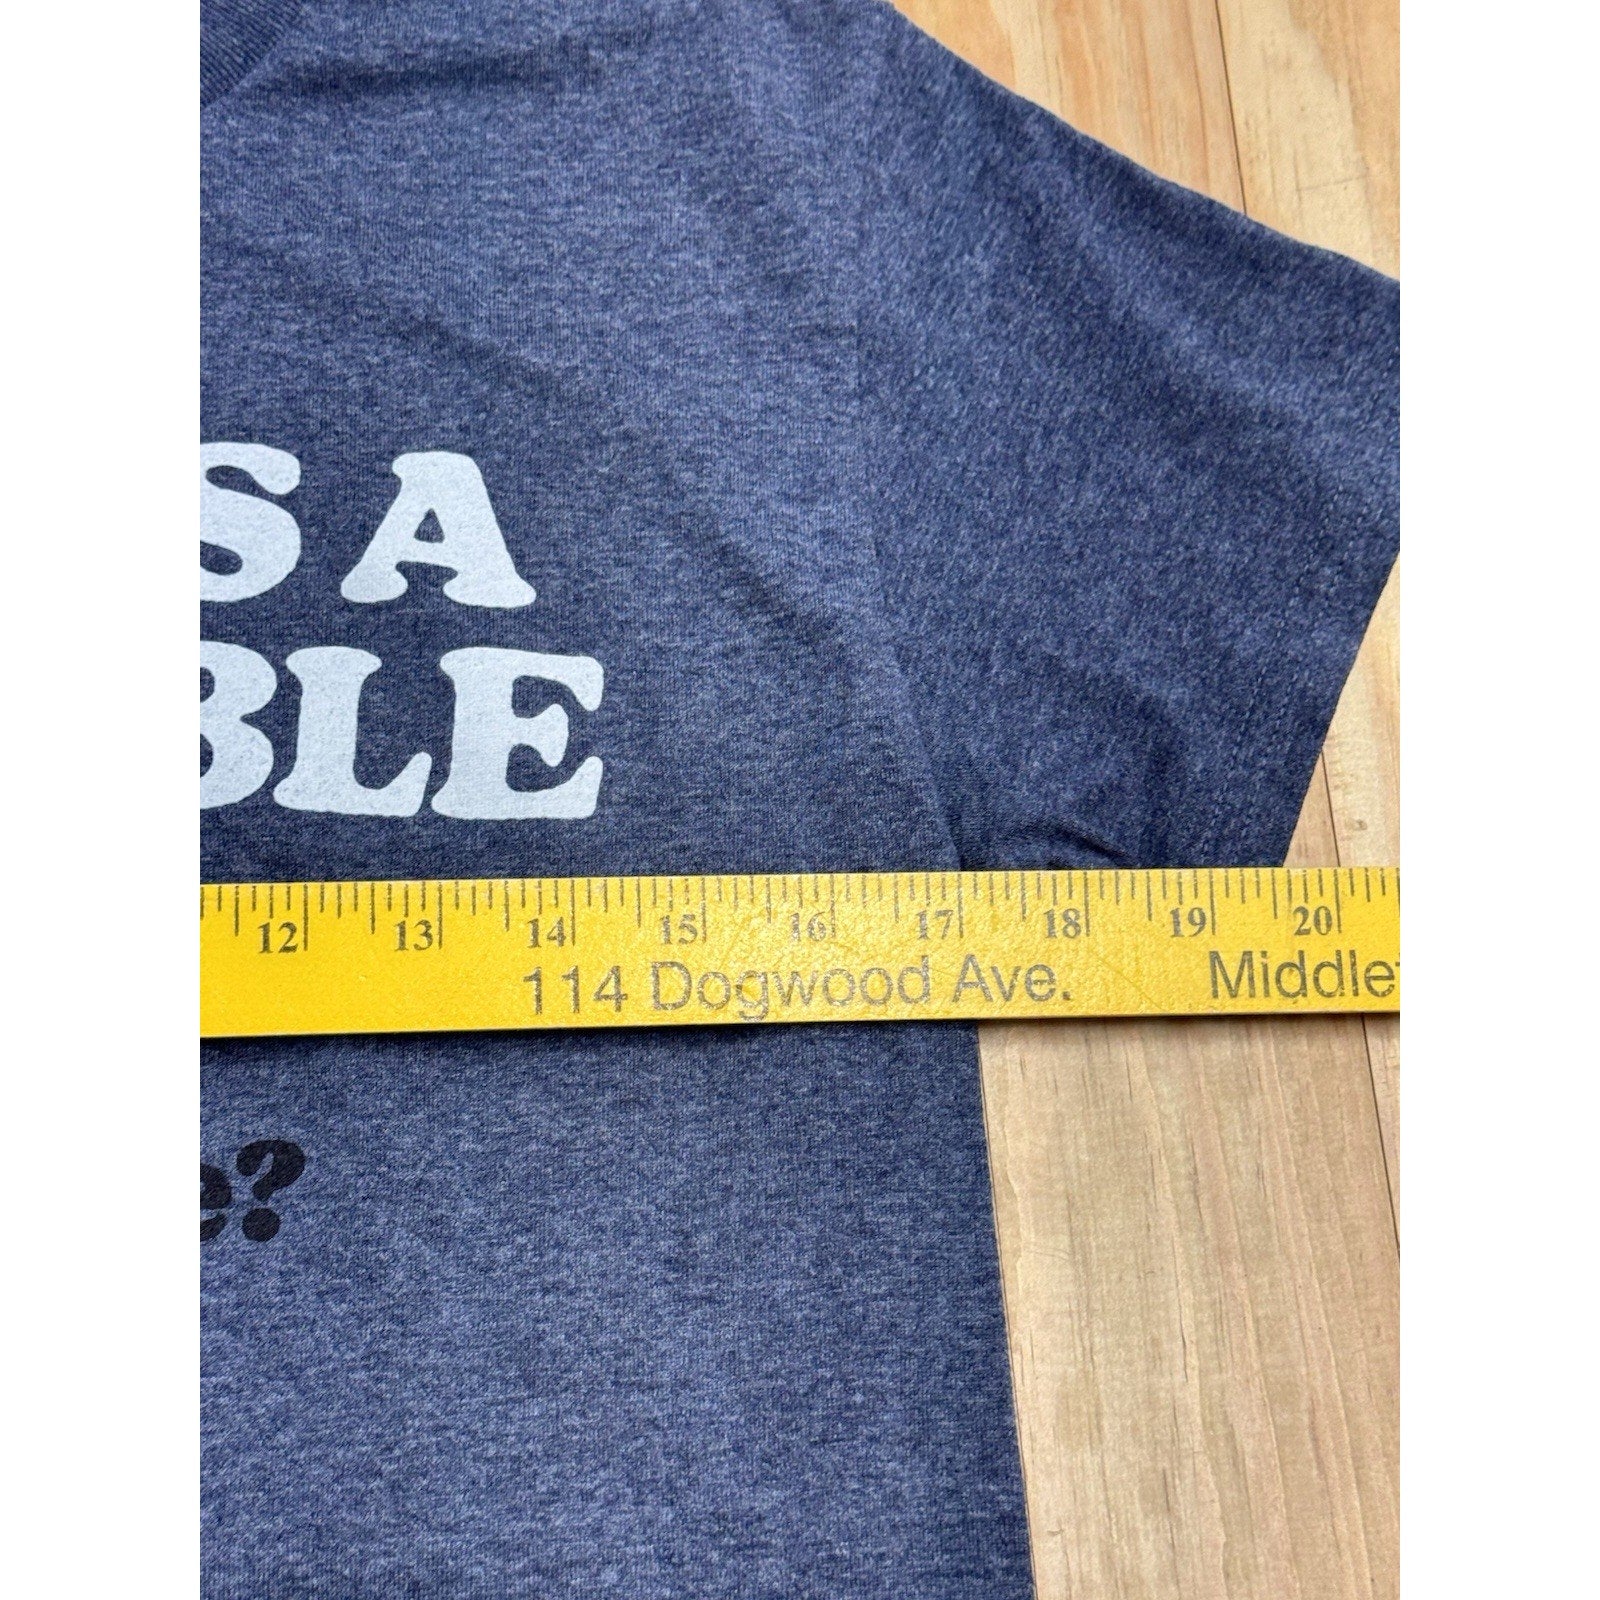 S A
BLE
12 13 14 15 16 17 18 19 20
114 Dogwood Ave. Middlet
e?